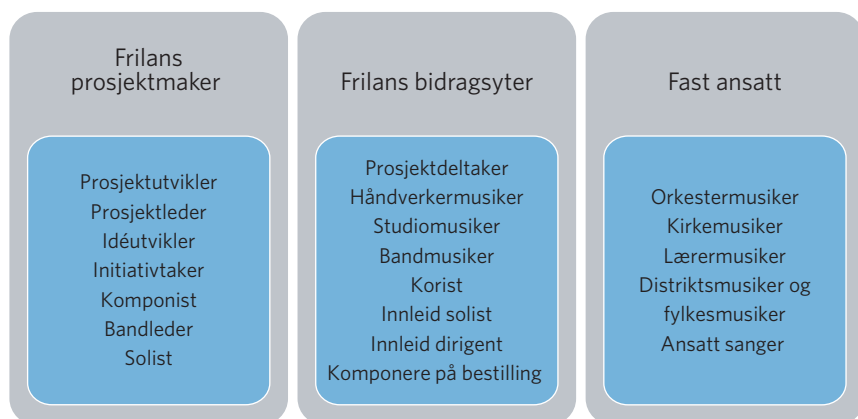 Frilans
prosjektmaker
Prosjektutvikler
Prosjektleder
Idéutvikler
Initiativtaker
Komponist
Bandleder
Solist
Frilans bidragsyter
Prosjektdeltaker
Håndverkermusiker
Studiomusiker
Bandmusiker
Korist
Innleid solist
Innleid dirigent
Komponere på bestilling
Fast ansatt
Orkestermusiker
Kirkemusiker
Lærermusiker
Distriktsmusiker og
fylkesmusiker
Ansatt sanger